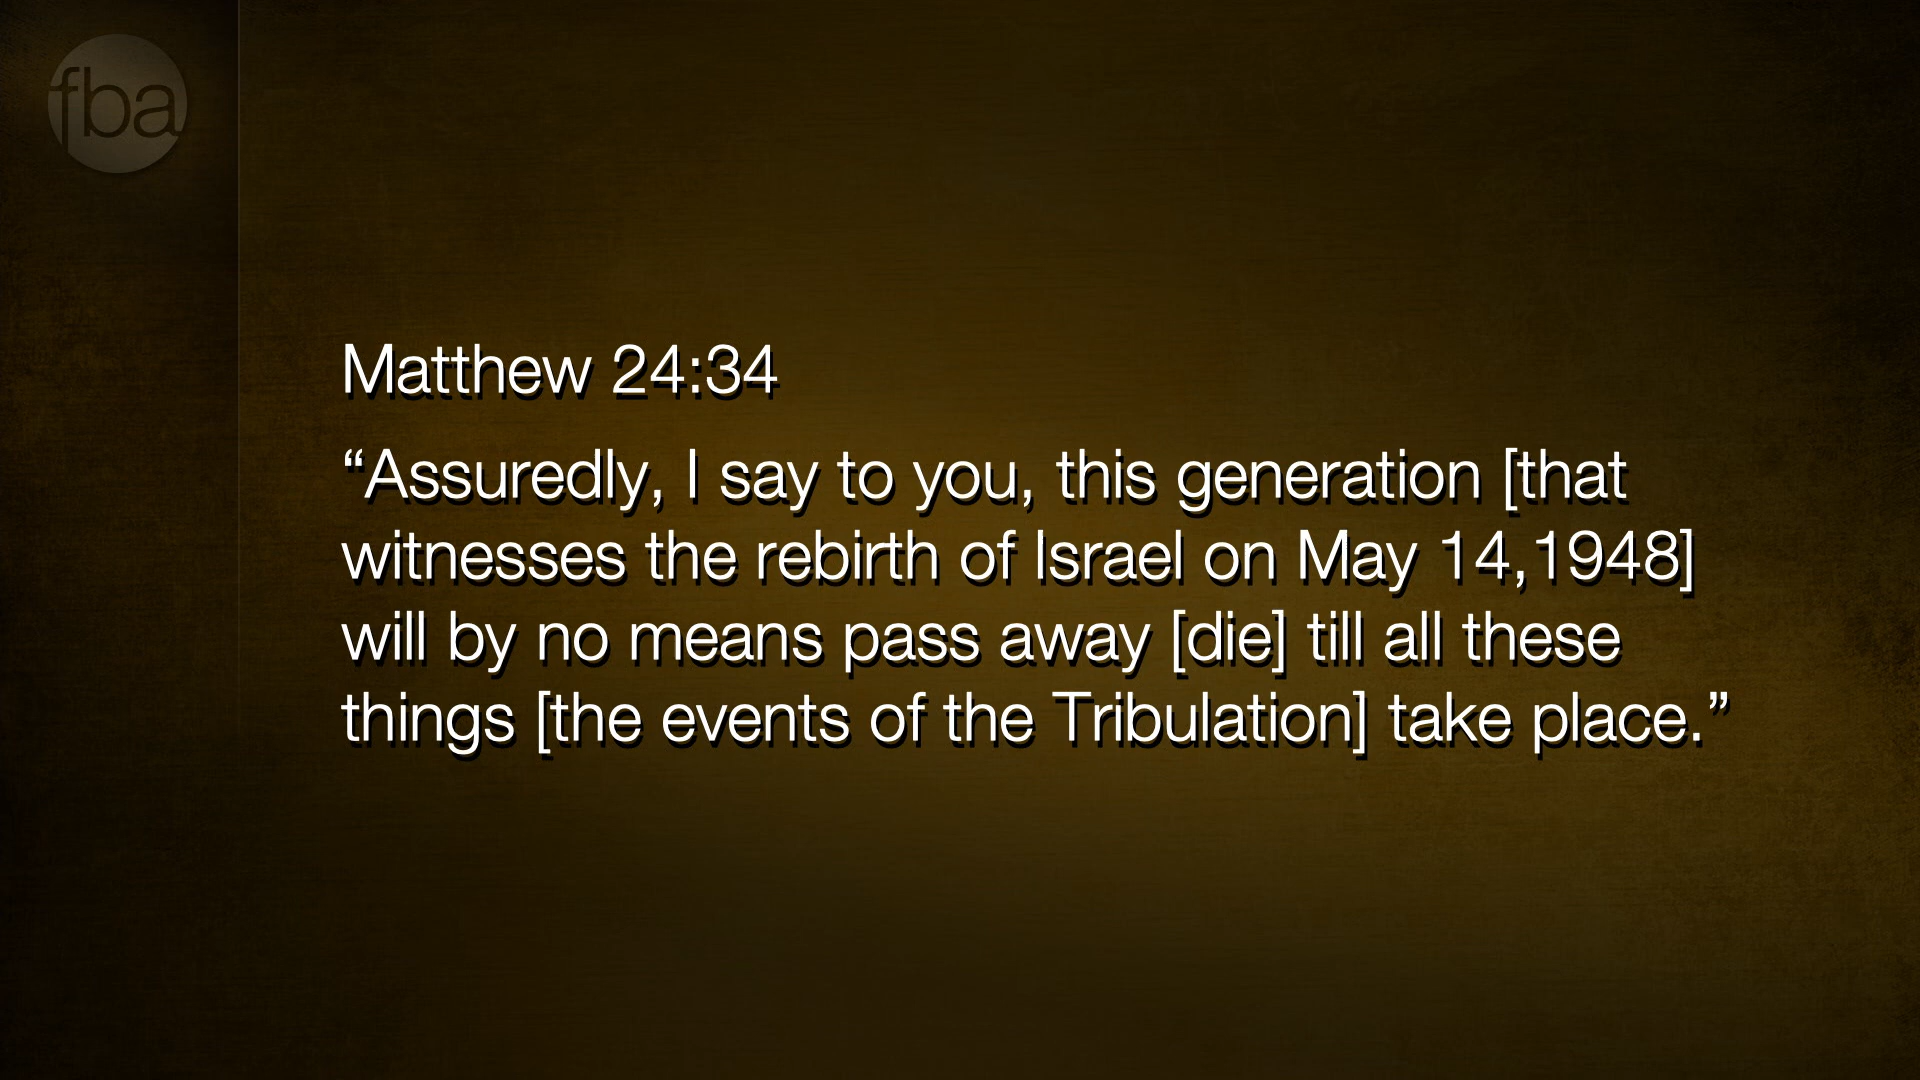 fba
Matthew 24:34
“Assuredly, I say to you, this generation [that
witnesses the rebirth of Israel on May 14,1948]
will by no means pass away [die] till all these
things [the events of the Tribulation] take place.”